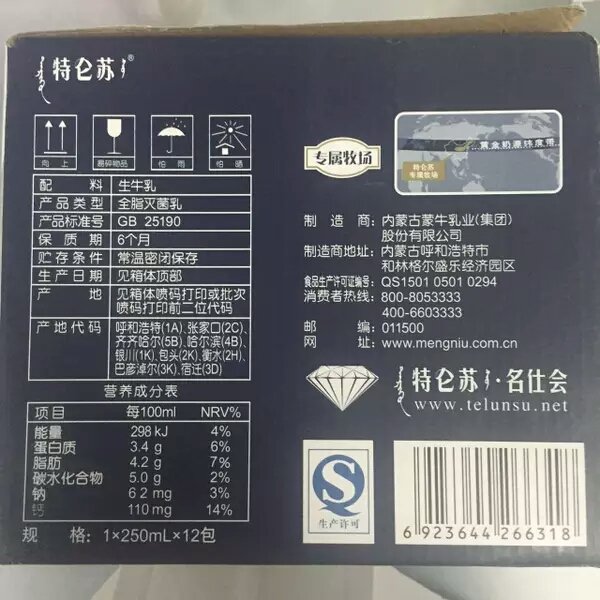 特仑苏®
向上
易碎物品
怕雨
怕晒
配 料 生牛乳
产品类型 全脂灭菌乳
产品标准号 GB 25190
保质期 6个月
贮存条件 常温密闭保存
生产日期 见箱体顶部
产 地 见箱体喷码打印或批次
喷码打印前二位代码
产地代码 呼和浩特(1A)、张家口(2C)、
齐齐哈尔(5B)、哈尔滨(4B)、
银川(1K)、包头(2K)、衡水(2H)、
巴彦淖尔(3K)、宿迁(3D)
营养成分表
项目 每100ml NRV%
能量 298 kJ 4%
蛋白质 3.4 g 6%
脂肪 4.2 g 7%
碳水化合物 5.0 g 2%
钠 62 mg 3%
钙 110 mg 14%
规 格: 1×250mL×12包
专属牧场
黄金奶源纬度带
特仑苏
专属牧场
制造商: 内蒙古蒙牛乳业(集团)
股份有限公司
制造商地址: 内蒙古呼和浩特市
和林格尔盛乐经济园区
食品生产许可证编号: QS1501 0501 0294
消费者热线: 800-8053333
400-6603333
邮 编: 011500
网 址: www.mengniu.com.cn
特仑苏·名仕会
www.telunsu.net
QS
生产许可
6 923644 266318